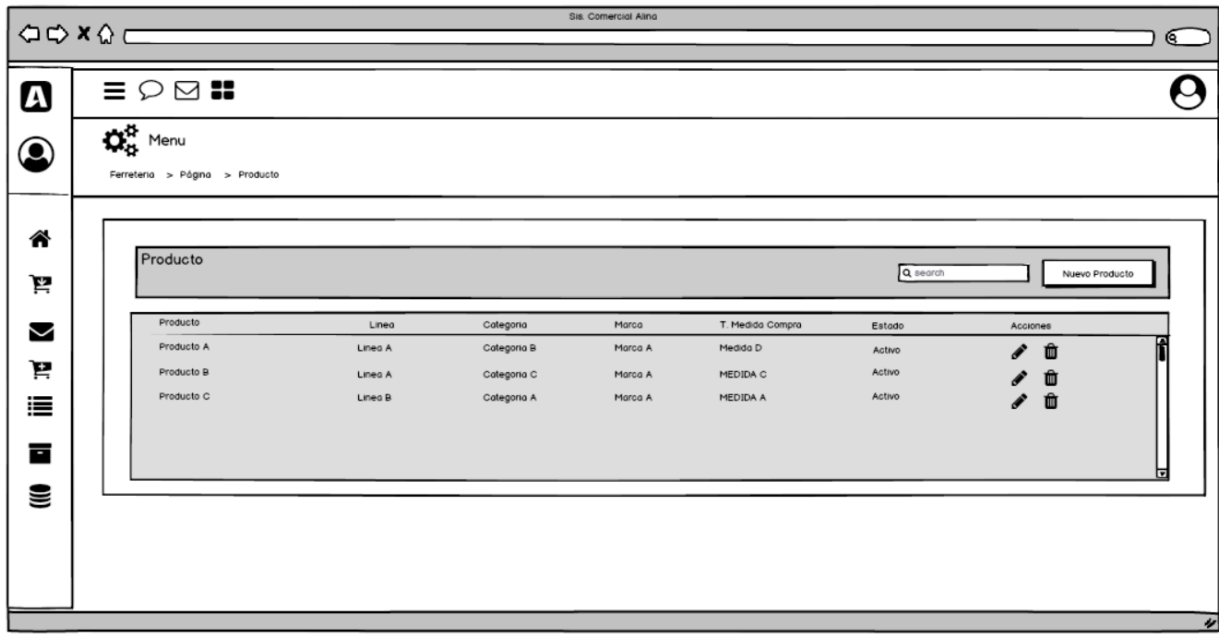 Sis. Comercial Alina
Menu
Ferreteria > Página > Producto
Producto
search
Nuevo Producto
Producto Linea Categoria Marca T. Medida Compra Estado Acciones
Producto A Linea A Categoria B Marca A Medida D Activo
Producto B Linea A Categoria C Marca A MEDIDA C Activo
Producto C Linea B Categoria A Marca A MEDIDA A Activo